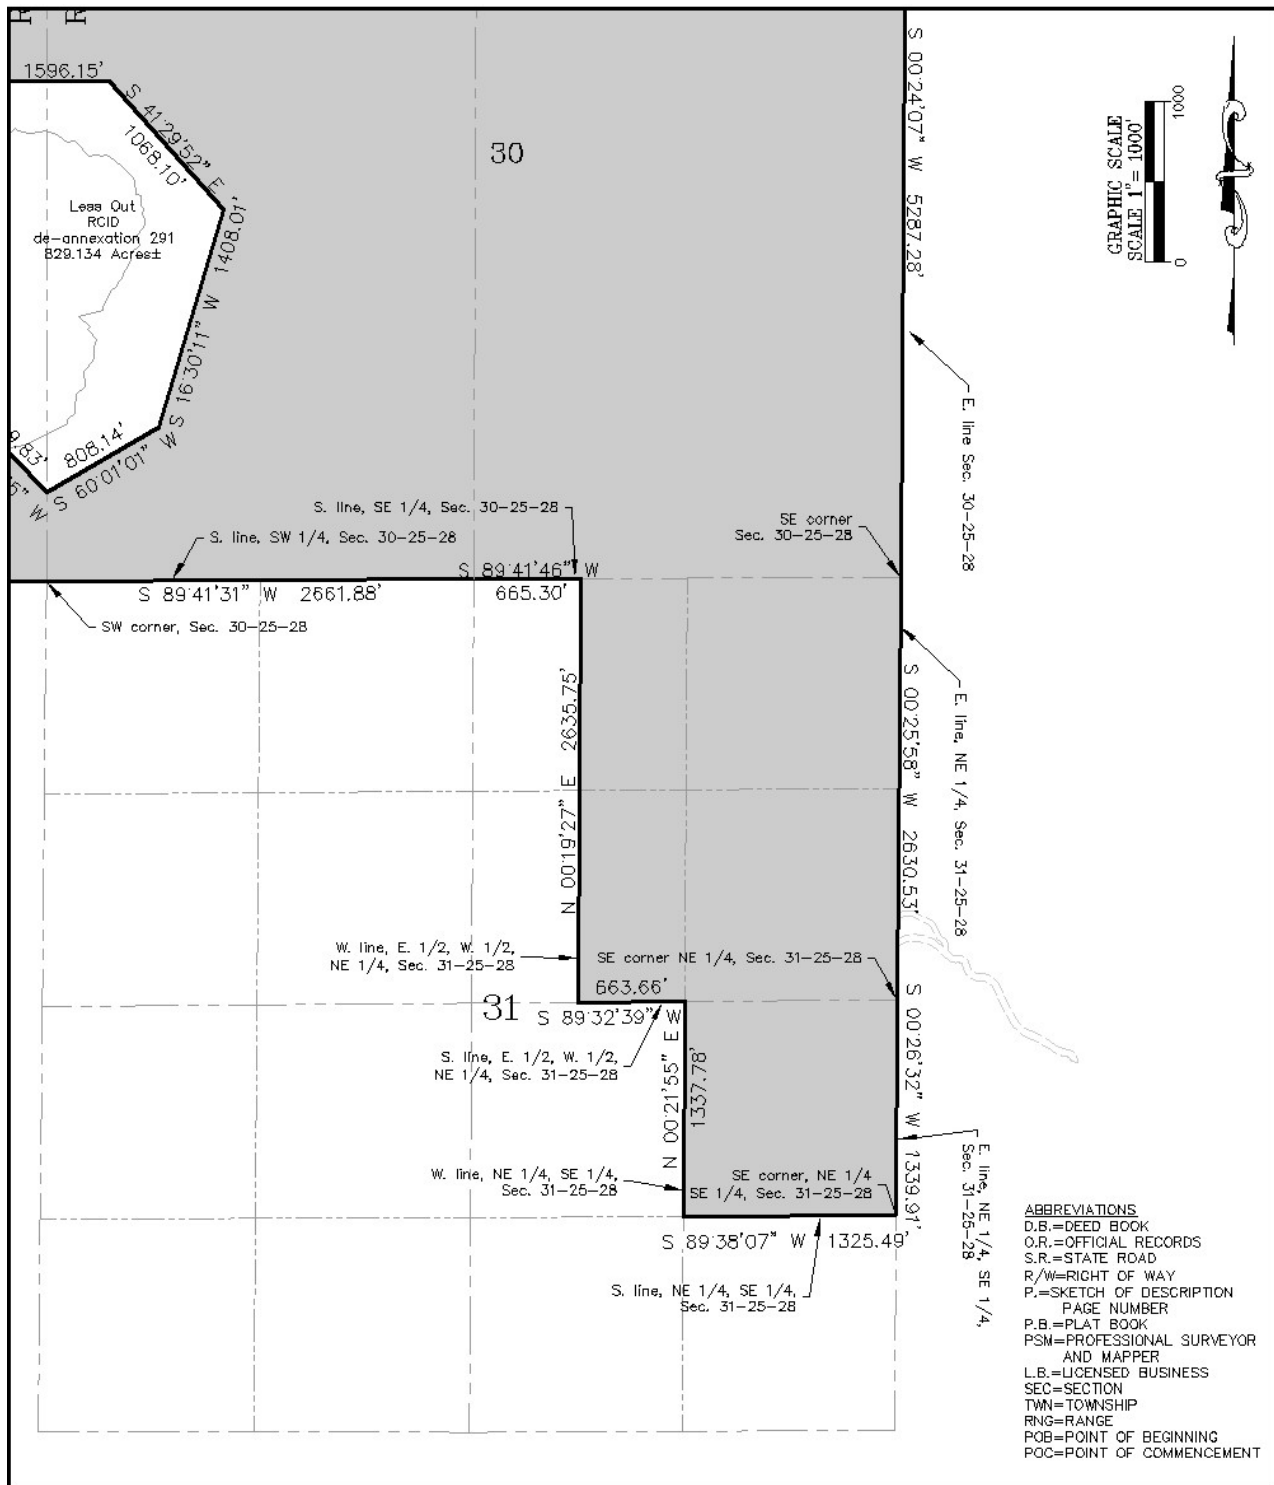 R
R
1596.15'
S 41°29'52" E
1068.10'
Less Out
RCID
de-annexation 291
829.134 Acres±
S 16°30'11" W 1408.01'
808.14'
S 60°01'01" W
9.83'
5" W
30
S 00°24'07" W 5287.28'
GRAPHIC SCALE
SCALE 1" = 1000'
0
1000
E. line Sec. 30-25-28
S. line, SE 1/4, Sec. 30-25-28
S. line, SW 1/4, Sec. 30-25-28
SE corner
Sec. 30-25-28
S 89°41'46" W
665.30'
S 89°41'31" W 2661.88'
SW corner, Sec. 30-25-28
N 00°19'27" E 2635.75'
S 00°25'58" W 2630.53'
E. line, NE 1/4, Sec. 31-25-28
W. line, E. 1/2, W. 1/2,
NE 1/4, Sec. 31-25-28
SE corner NE 1/4, Sec. 31-25-28
663.66'
31
S 89°32'39" W
S. line, E. 1/2, W. 1/2,
NE 1/4, Sec. 31-25-28
N 00°21'55" E
1337.78'
S 00°26'32" W 1339.91'
W. line, NE 1/4, SE 1/4,
Sec. 31-25-28
SE corner, NE 1/4
SE 1/4, Sec. 31-25-28
E. line, NE 1/4, SE 1/4,
Sec. 31-25-28
S 89°38'07" W 1325.49'
S. line, NE 1/4, SE 1/4,
Sec. 31-25-28
ABBREVIATIONS
D.B.=DEED BOOK
O.R.=OFFICIAL RECORDS
S.R.=STATE ROAD
R/W=RIGHT OF WAY
P.=SKETCH OF DESCRIPTION
PAGE NUMBER
P.B.=PLAT BOOK
PSM=PROFESSIONAL SURVEYOR
AND MAPPER
L.B.=LICENSED BUSINESS
SEC=SECTION
TWN=TOWNSHIP
RNG=RANGE
POB=POINT OF BEGINNING
POC=POINT OF COMMENCEMENT